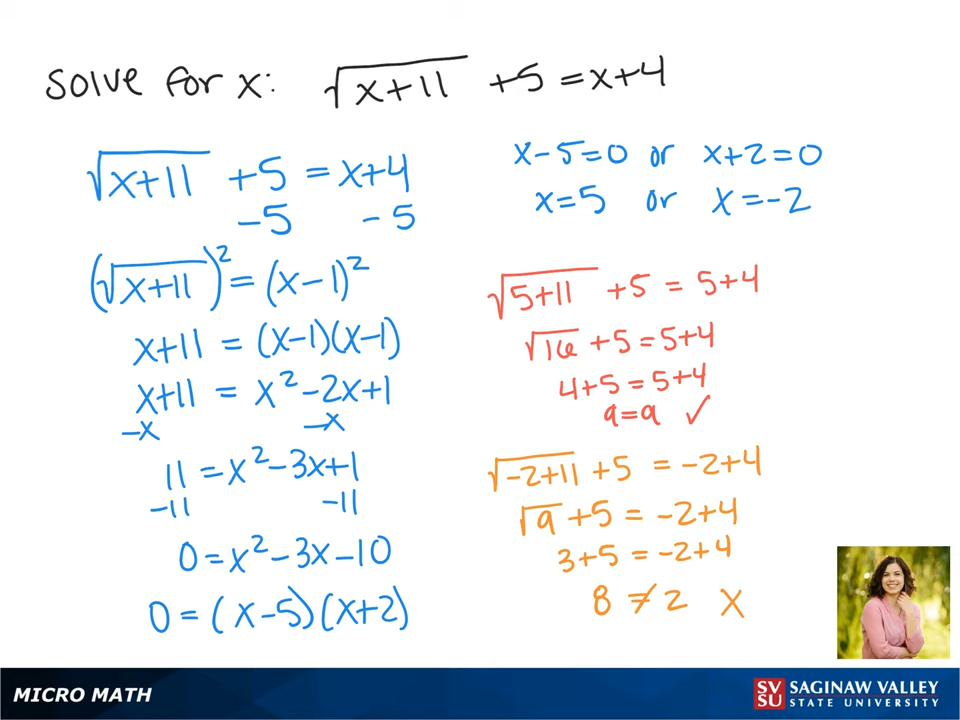 Solve for x: √(x+11) +5 = x+4
√(x+11) +5 = x+4
-5 -5
(√(x+11))² = (x-1)²
x+11 = (x-1)(x-1)
x+11 = x² -2x+1
-x -x
11 = x² -3x+1
-11 -11
0 = x² -3x -10
0 = (x-5)(x+2)
x-5=0 or x+2=0
x=5 or x=-2
√(5+11) +5 = 5+4
√16 +5 = 5+4
4+5 = 5+4
9=9 ✓
√(-2+11) +5 = -2+4
√9 +5 = -2+4
3+5 = -2+4
8 ≠ 2 X
MICRO MATH
SV
SU
SAGINAW VALLEY
STATE UNIVERSITY